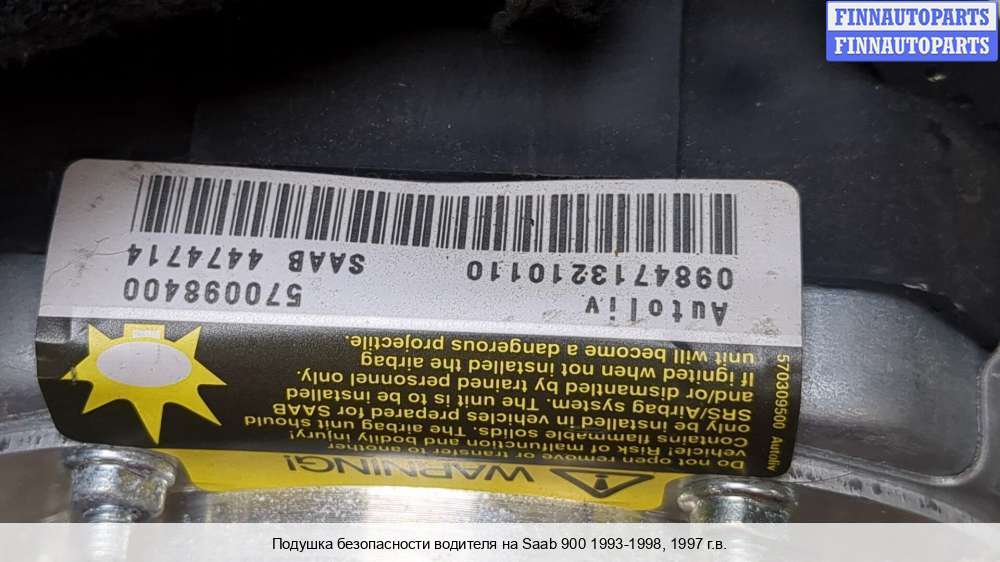 FINNAUTOPARTS
FINNAUTOPARTS
WARNING!
Do not open remove or transfer to another
vehicle! Risk of malfunction and bodily injury!
Contains flammable solids. The airbag unit should
only be installed in vehicles prepared for SAAB
SRS/Airbag system. The unit is to be installed
and/or dismantled by trained personnel only.
If ignited when not installed the airbag
unit will become a dangerous projectile.
570309500 Autoliv
Autoliv 570098400
0984713210110 SAAB 4474714
Подушка безопасности водителя на Saab 900 1993-1998, 1997 г.в.